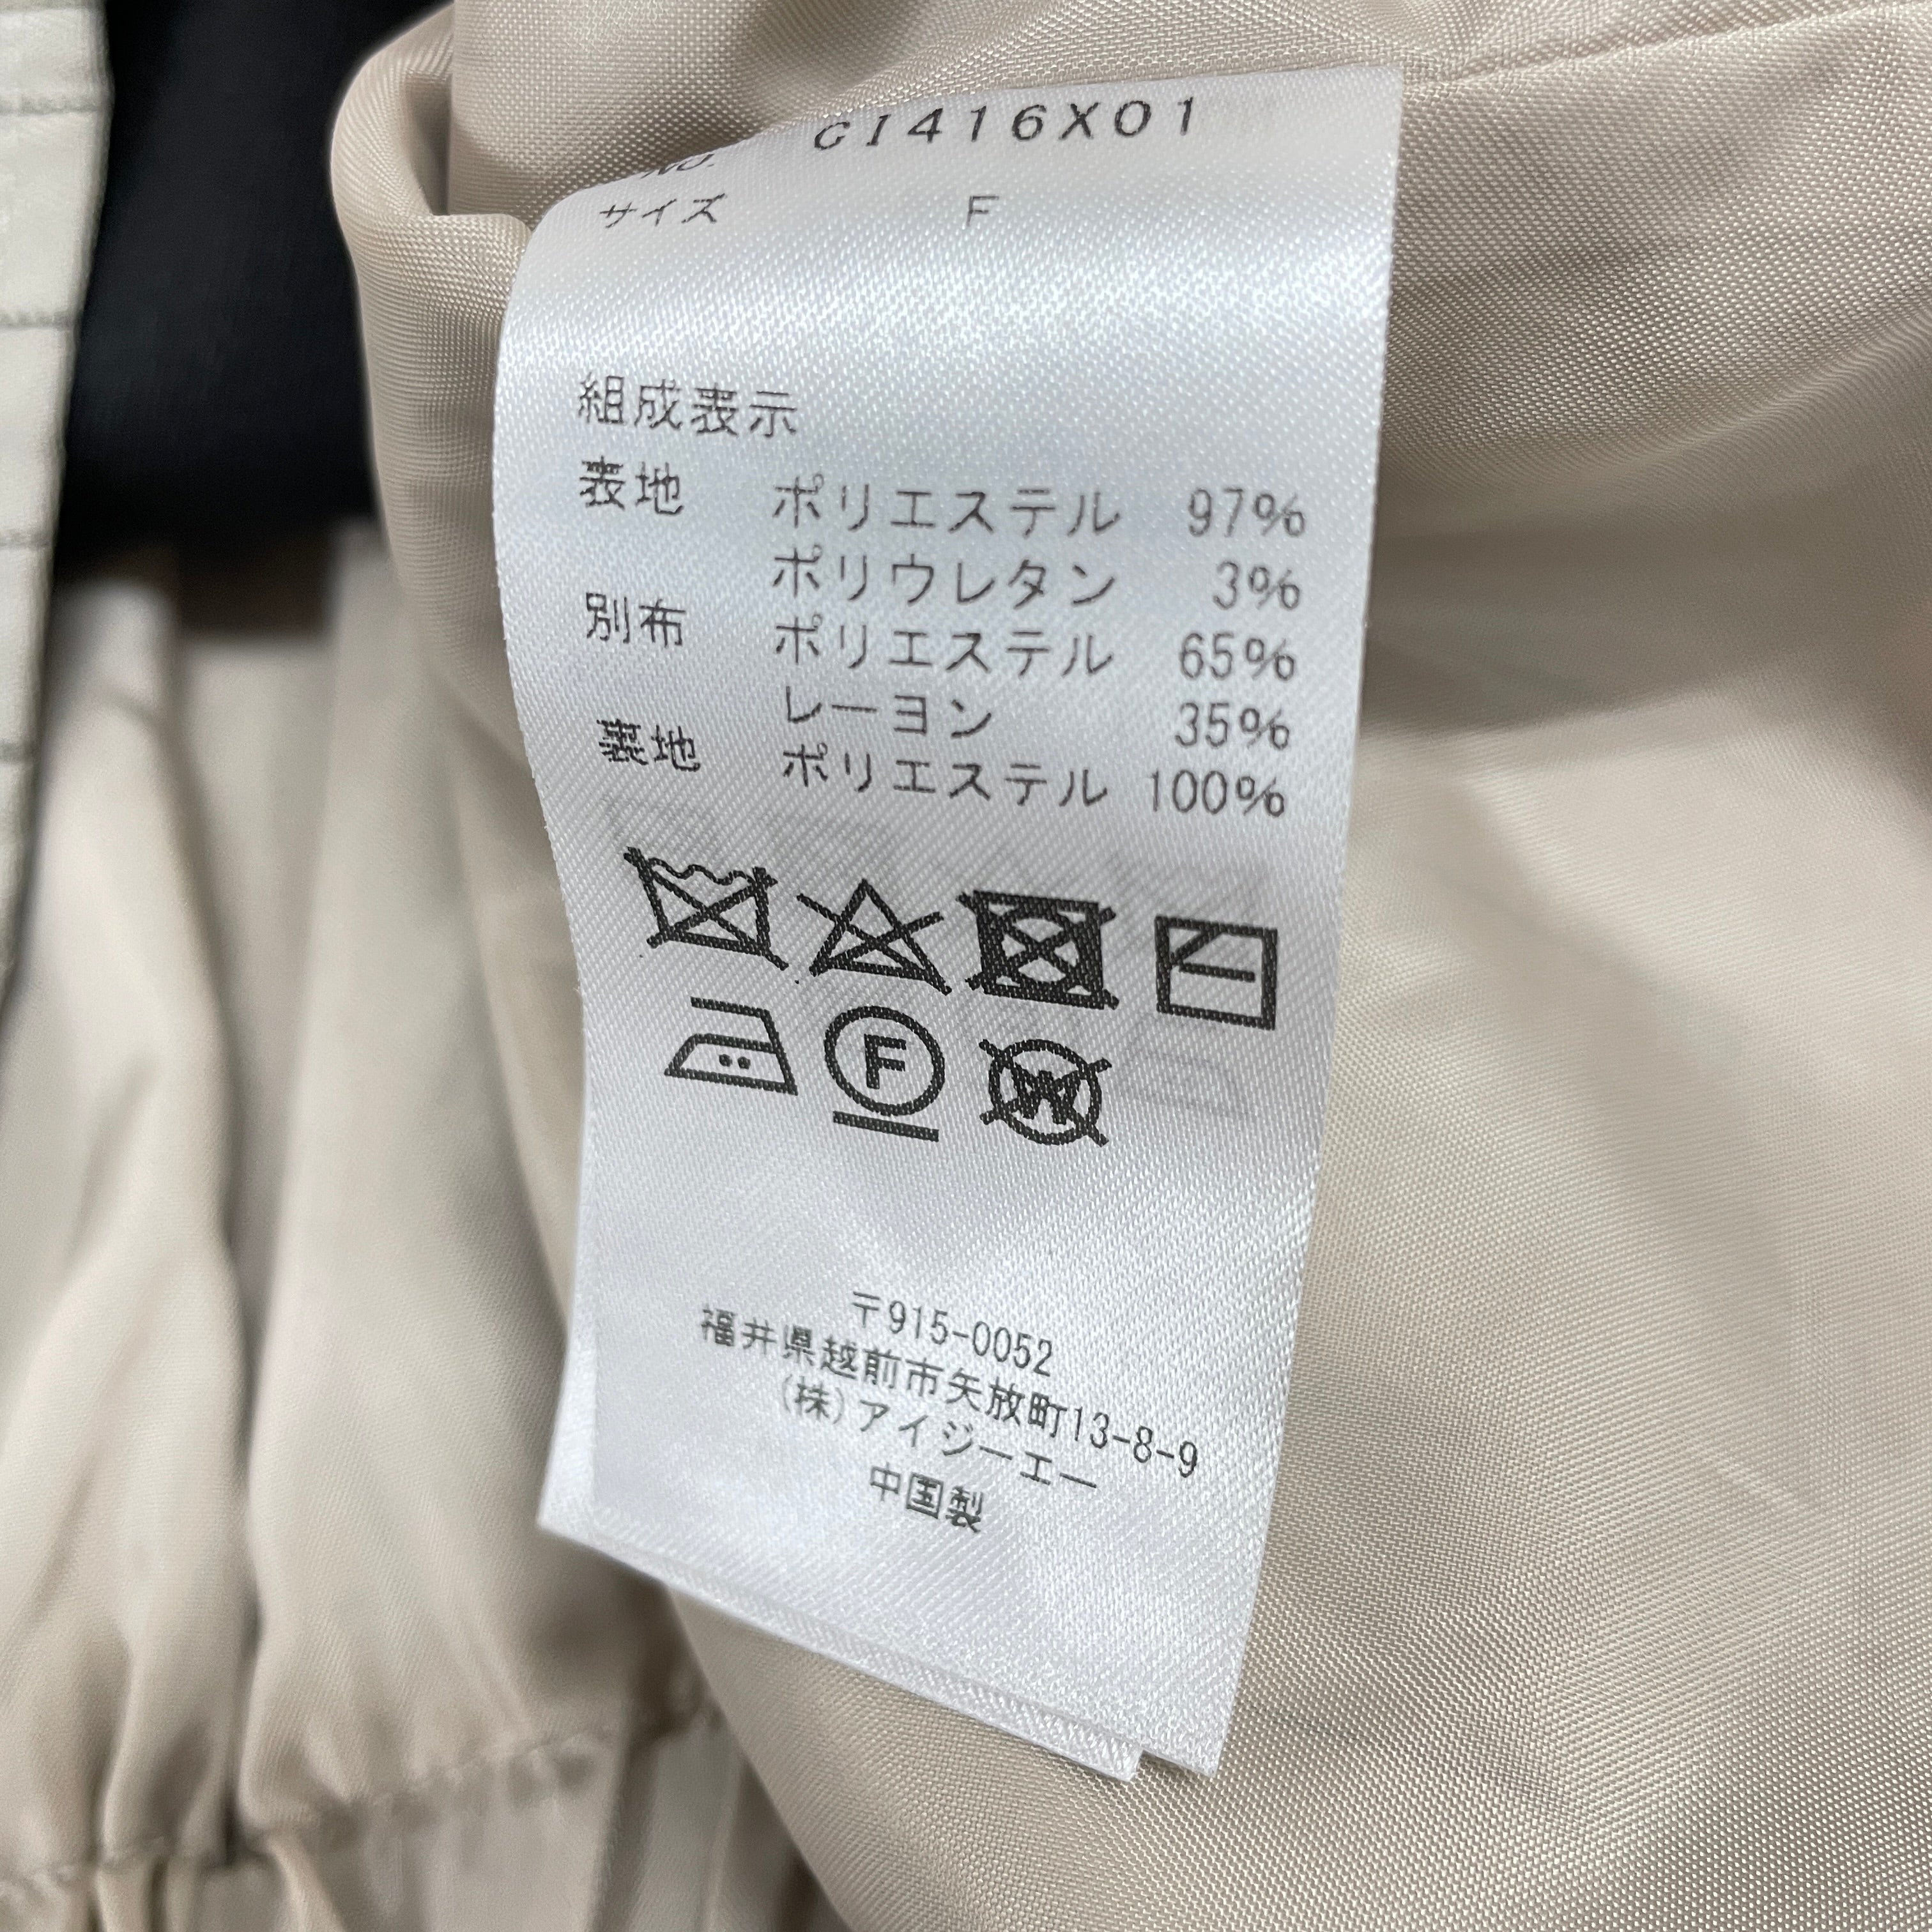 NO. CI416X01
サイズ F
組成表示
表地 ポリエステル 97%
ポリウレタン 3%
別布 ポリエステル 65%
レーヨン 35%
裏地 ポリエステル 100%
F
W
〒915-0052
福井県越前市矢放町13-8-9
(株)アイジーエー
中国製